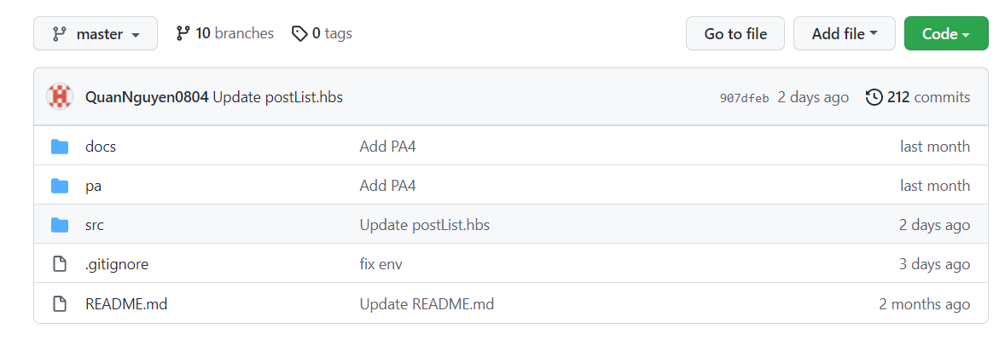 master 10 branches 0 tags Go to file Add file Code
QuanNguyen0804 Update postList.hbs 907dfeb 2 days ago 212 commits
docs Add PA4 last month
pa Add PA4 last month
src Update postList.hbs 2 days ago
.gitignore fix env 3 days ago
README.md Update README.md 2 months ago